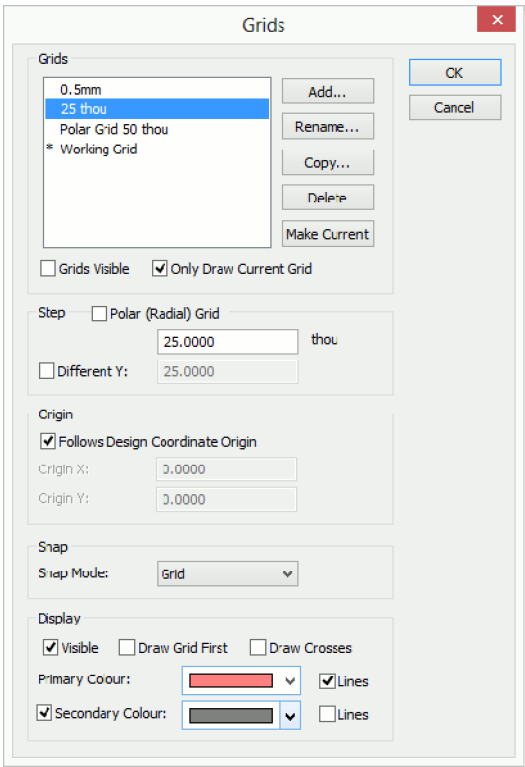 Grids
Grids
OK
0.5mm
Add...
25 thou
Cancel
Polar Grid 50 thou
Rename...
* Working Grid
Copy...
Delete
Make Current
Grids Visible Only Draw Current Grid
Step Polar (Radial) Grid
25.0000 thou
Different Y: 25.0000
Origin
Follows Design Coordinate Origin
Origin X: 0.0000
Origin Y: 0.0000
Snap
Snap Mode: Grid
Display
Visible Draw Grid First Draw Crosses
Primary Colour: Lines
Secondary Colour: Lines